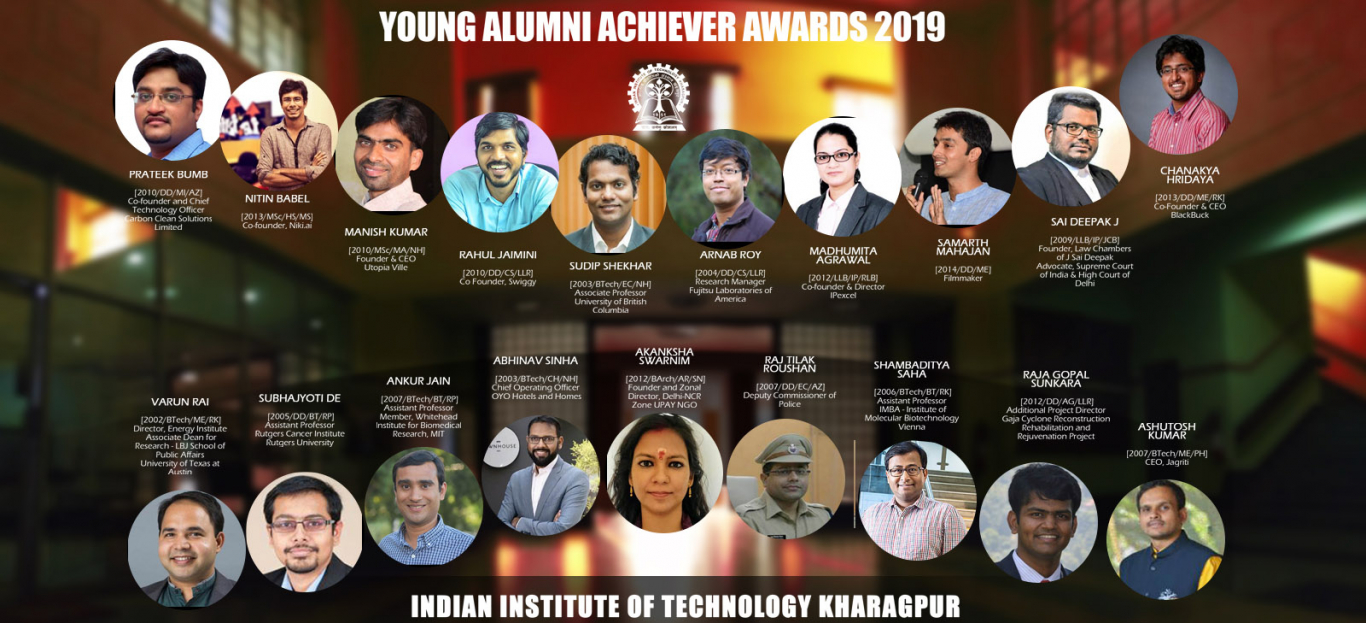 YOUNG ALUMNI ACHIEVER AWARDS 2019
PRATEEK BUMB
[2010/DD/MI/AZ]
Co-founder and Chief
Technology Officer
Carbon Clean Solutions
Limited
NITIN BABEL
[2013/MSc/HS/MS]
Co-founder, Niki.ai
MANISH KUMAR
[2010/MSc/MA/NH]
Founder & CEO
Utopia Ville
RAHUL JAIMINI
[2010/DD/CS/LLR]
Co Founder, Swiggy
SUDIP SHEKHAR
[2003/BTech/EC/NH]
Associate Professor
University of British
Columbia
ARNAB ROY
[2004/DD/CS/LLR]
Research Manager
Fujitsu Laboratories of
America
MADHUMITA
AGRAWAL
[2012/LLB/IP/RLB]
Co-founder & Director
IPexcel
SAMARTH
MAHAJAN
[2014/DD/ME]
Filmmaker
SAI DEEPAK J
[2009/LLB/IP/JCB]
Founder, Law Chambers
of J Sai Deepak
Advocate, Supreme Court
of India & High Court of
Delhi
CHANAKYA
HRIDAYA
[2013/DD/ME/RK]
Co-Founder & CEO
BlackBuck
VARUN RAI
[2002/BTech/ME/RK]
Director, Energy Institute
Associate Dean for
Research - LBJ School of
Public Affairs
University of Texas at
Austin
SUBHAJYOTI DE
[2005/DD/BT/RP]
Assistant Professor
Rutgers Cancer Institute
Rutgers University
ANKUR JAIN
[2007/BTech/BT/RP]
Assistant Professor
Member, Whitehead
Institute for Biomedical
Research, MIT
ABHINAV SINHA
[2003/BTech/CH/NH]
Chief Operating Officer
OYO Hotels and Homes
WNHOUSE
AKANKSHA
SWARNIM
[2012/BArch/AR/SN]
Founder and Zonal
Director, Delhi-NCR
Zone UPAY NGO
RAJ TILAK
ROUSHAN
[2007/DD/EC/AZ]
Deputy Commissioner of
Police
SHAMBADITYA
SAHA
[2006/BTech/BT/RK]
Assistant Professor
IMBA - Institute of
Molecular Biotechnology
Vienna
RAJA GOPAL
SUNKARA
[2012/DD/AG/LLR]
Additional Project Director
Gaja Cyclone Reconstruction
Rehabilitation and
Rejuvenation Project
ASHUTOSH
KUMAR
[2007/BTech/ME/PH]
CEO, Jagriti
INDIAN INSTITUTE OF TECHNOLOGY KHARAGPUR